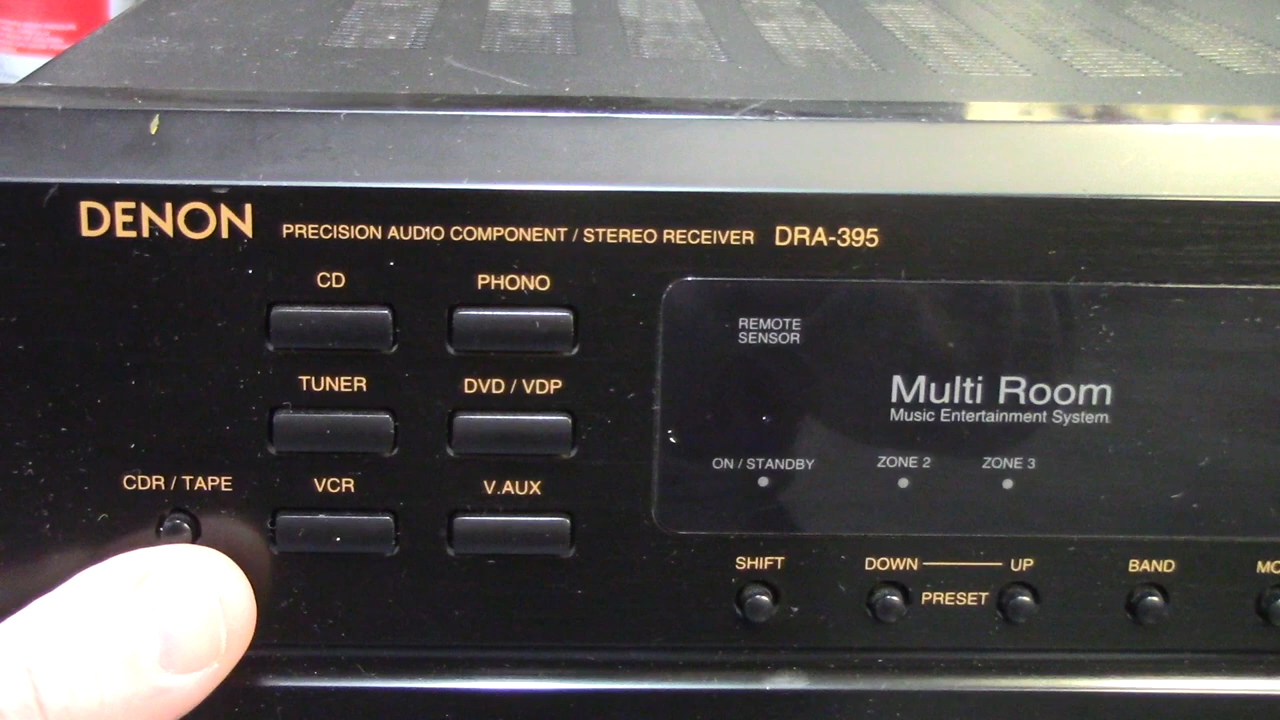 DENON PRECISION AUDIO COMPONENT / STEREO RECEIVER DRA-395
CD PHONO
REMOTE
SENSOR
TUNER DVD / VDP
Multi Room
Music Entertainment System
CDR / TAPE VCR V.AUX
ON / STANDBY ZONE 2 ZONE 3
SHIFT DOWN UP BAND MO
PRESET